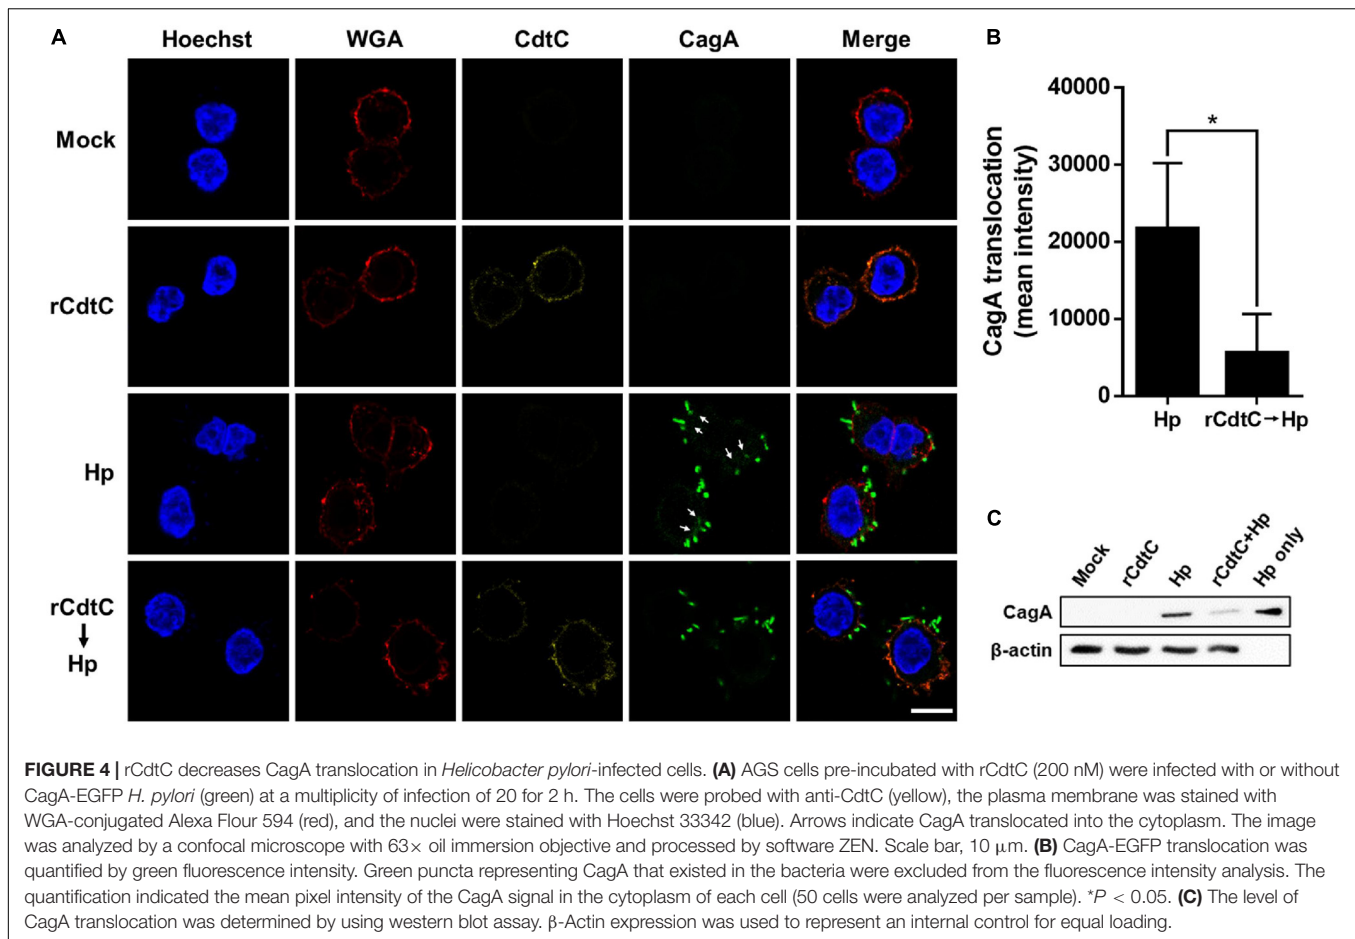 A
Hoechst WGA CdtC CagA Merge
Mock
rCdtC
Hp
rCdtC
↓
Hp
B
40000
30000
20000
10000
0
CagA translocation
(mean intensity)
*
Hp rCdtC→Hp
C
Mock rCdtC Hp rCdtC+Hp Hp only
CagA
β-actin
FIGURE 4 | rCdtC decreases CagA translocation in Helicobacter pylori-infected cells. (A) AGS cells pre-incubated with rCdtC (200 nM) were infected with or without
CagA-EGFP H. pylori (green) at a multiplicity of infection of 20 for 2 h. The cells were probed with anti-CdtC (yellow), the plasma membrane was stained with
WGA-conjugated Alexa Flour 594 (red), and the nuclei were stained with Hoechst 33342 (blue). Arrows indicate CagA translocated into the cytoplasm. The image
was analyzed by a confocal microscope with 63× oil immersion objective and processed by software ZEN. Scale bar, 10 μm. (B) CagA-EGFP translocation was
quantified by green fluorescence intensity. Green puncta representing CagA that existed in the bacteria were excluded from the fluorescence intensity analysis. The
quantification indicated the mean pixel intensity of the CagA signal in the cytoplasm of each cell (50 cells were analyzed per sample). *P < 0.05. (C) The level of
CagA translocation was determined by using western blot assay. β-Actin expression was used to represent an internal control for equal loading.